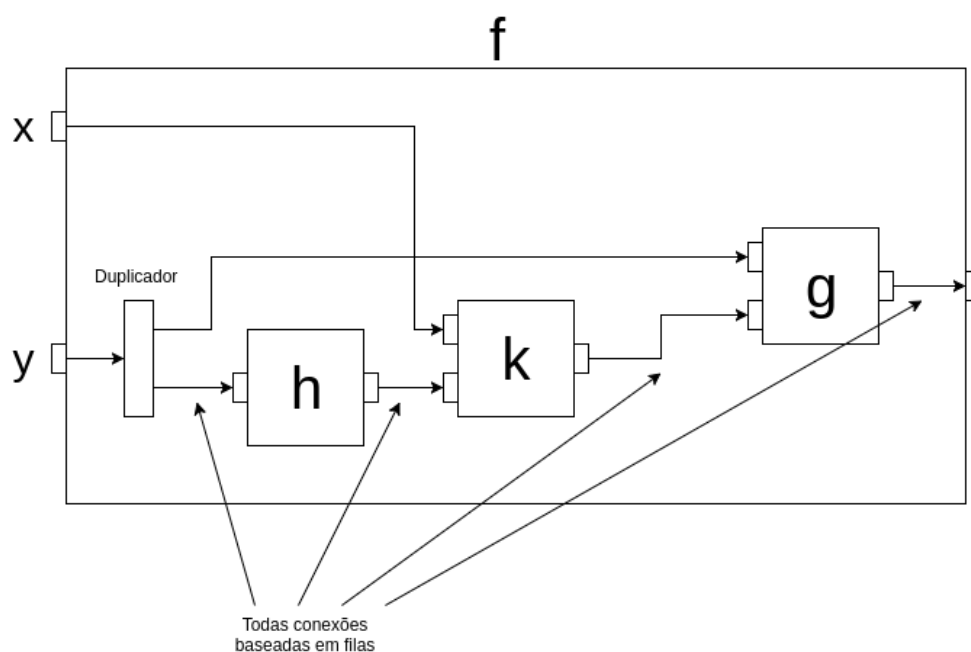 f
x
Duplicador
g
y
k
h
Todas conexões
baseadas em filas